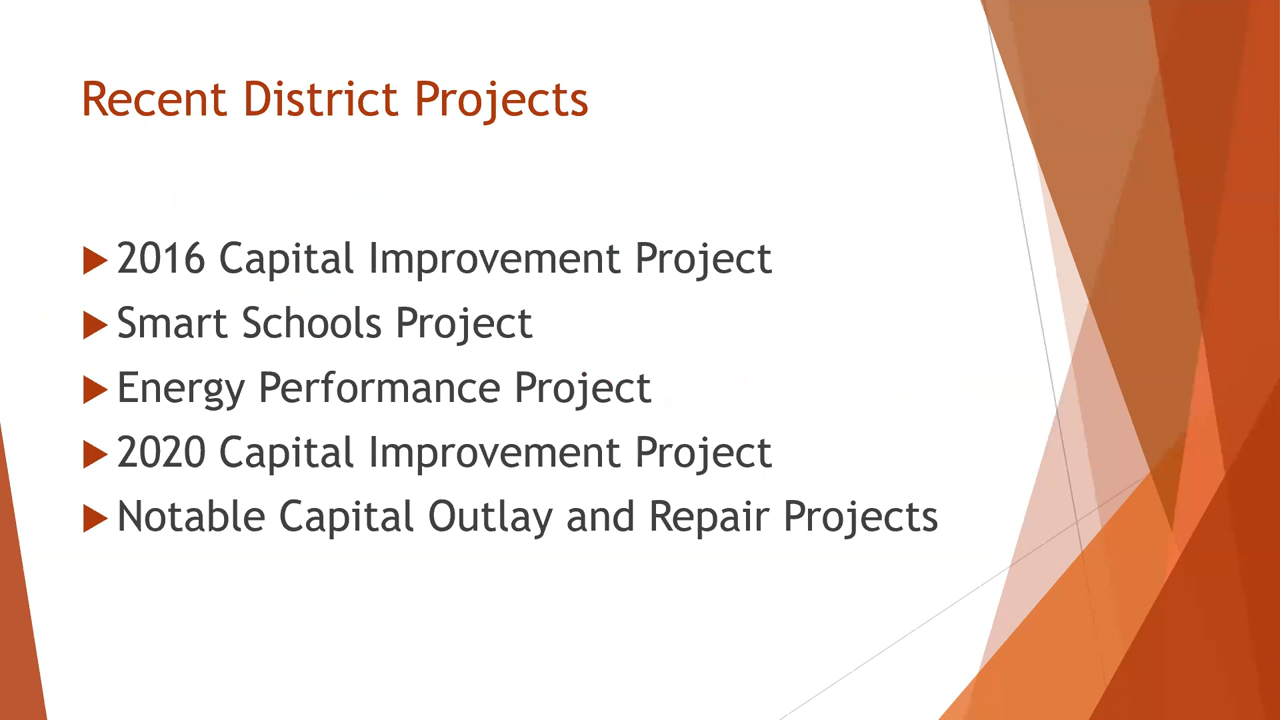 Recent District Projects
2016 Capital Improvement Project
Smart Schools Project
Energy Performance Project
2020 Capital Improvement Project
Notable Capital Outlay and Repair Projects